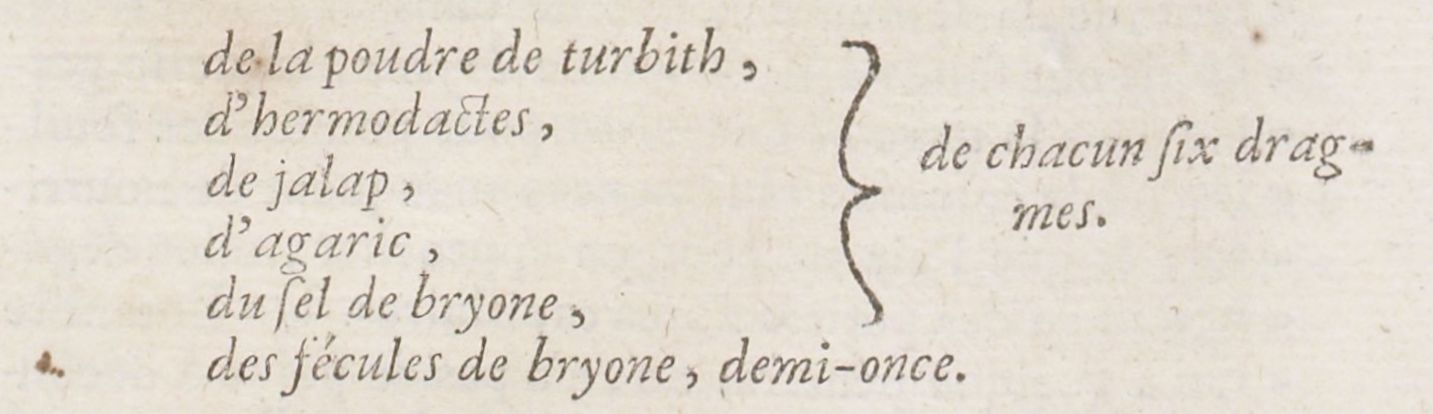 de la poudre de turbith,
d'hermodactes,
de jalap,
d'agaric,
du ſel de bryone,
de chacun ſix drag-
mes.
des fécules de bryone, demi-once.